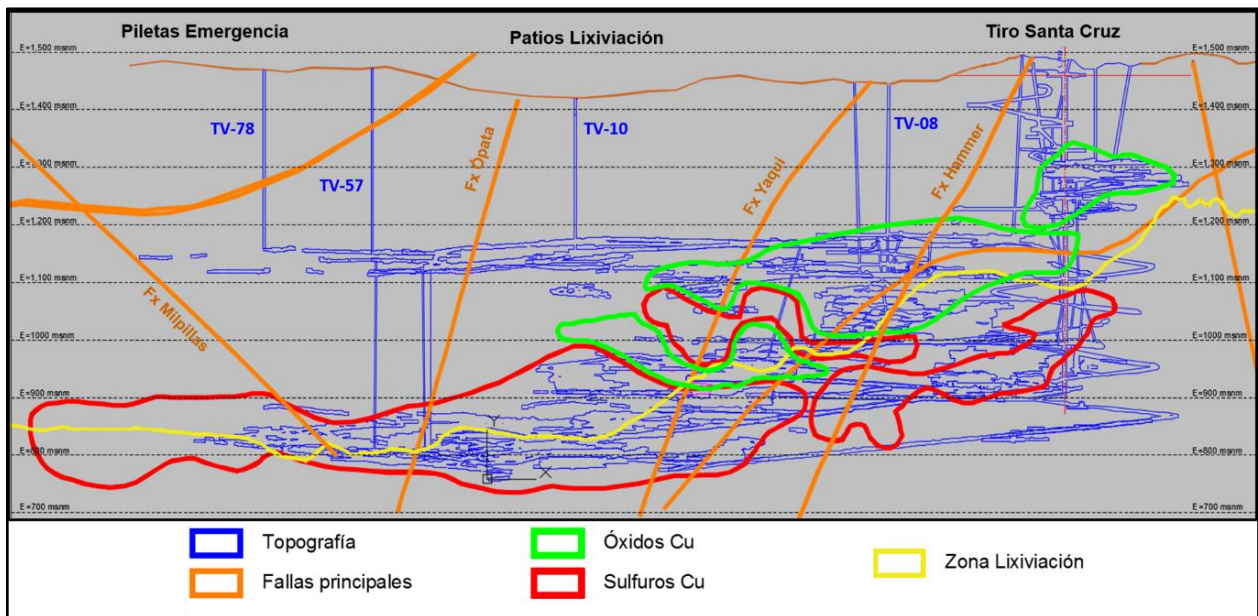 Piletas Emergencia
Patios Lixiviación
Tiro Santa Cruz
E=1,500 msnm
E=1,500 msnm
E=1,400 msnm
E=1,400 msnm
TV-78
TV-10
TV-08
E=1,300 msnm
E=1,300 msnm
TV-57
Fx Ópata
Fx Yaqui
Fx Hammer
E=1,200 msnm
E=1,200 msnm
E=1,100 msnm
E=1,100 msnm
Fx Milpillas
E=1000 msnm
E=1000 msnm
E=900 msnm
E=900 msnm
Y
E=800 msnm
E=800 msnm
X
E=700 msnm
E=700 msnm
Topografía
Óxidos Cu
Zona Lixiviación
Fallas principales
Sulfuros Cu